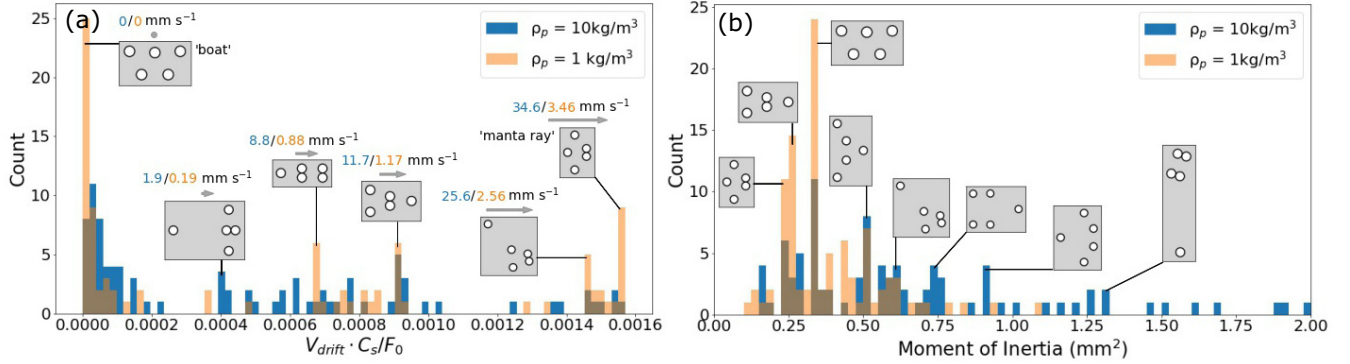 (a)
0/0 mm s⁻¹
'boat'
ρₚ = 10kg/m³
ρₚ = 1 kg/m³
34.6/3.46 mm s⁻¹
'manta ray'
8.8/0.88 mm s⁻¹
11.7/1.17 mm s⁻¹
1.9/0.19 mm s⁻¹
25.6/2.56 mm s⁻¹
Count
25
20
15
10
5
0
0.0000 0.0002 0.0004 0.0006 0.0008 0.0010 0.0012 0.0014 0.0016
V_drift · C_s/F_0
(b)
ρₚ = 10kg/m³
ρₚ = 1kg/m³
Count
25
20
15
10
5
0
0.00 0.25 0.50 0.75 1.00 1.25 1.50 1.75 2.00
Moment of Inertia (mm²)